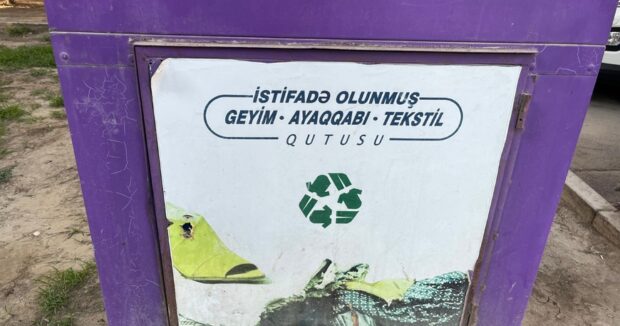 İSTİFADƏ OLUNMUŞ
GEYİM • AYAQQABI • TEKSTİL
QUTUSU